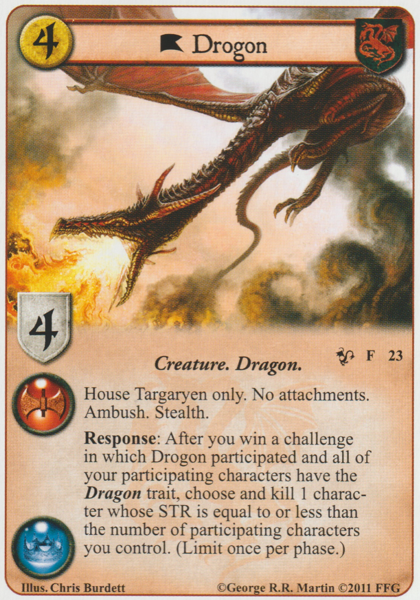 4
Drogon
4
Creature. Dragon.
F 23
House Targaryen only. No attachments.
Ambush. Stealth.
Response: After you win a challenge
in which Drogon participated and all of
your participating characters have the
Dragon trait, choose and kill 1 charac-
ter whose STR is equal to or less than
the number of participating characters
you control. (Limit once per phase.)
Illus. Chris Burdett
©George R.R. Martin ©2011 FFG